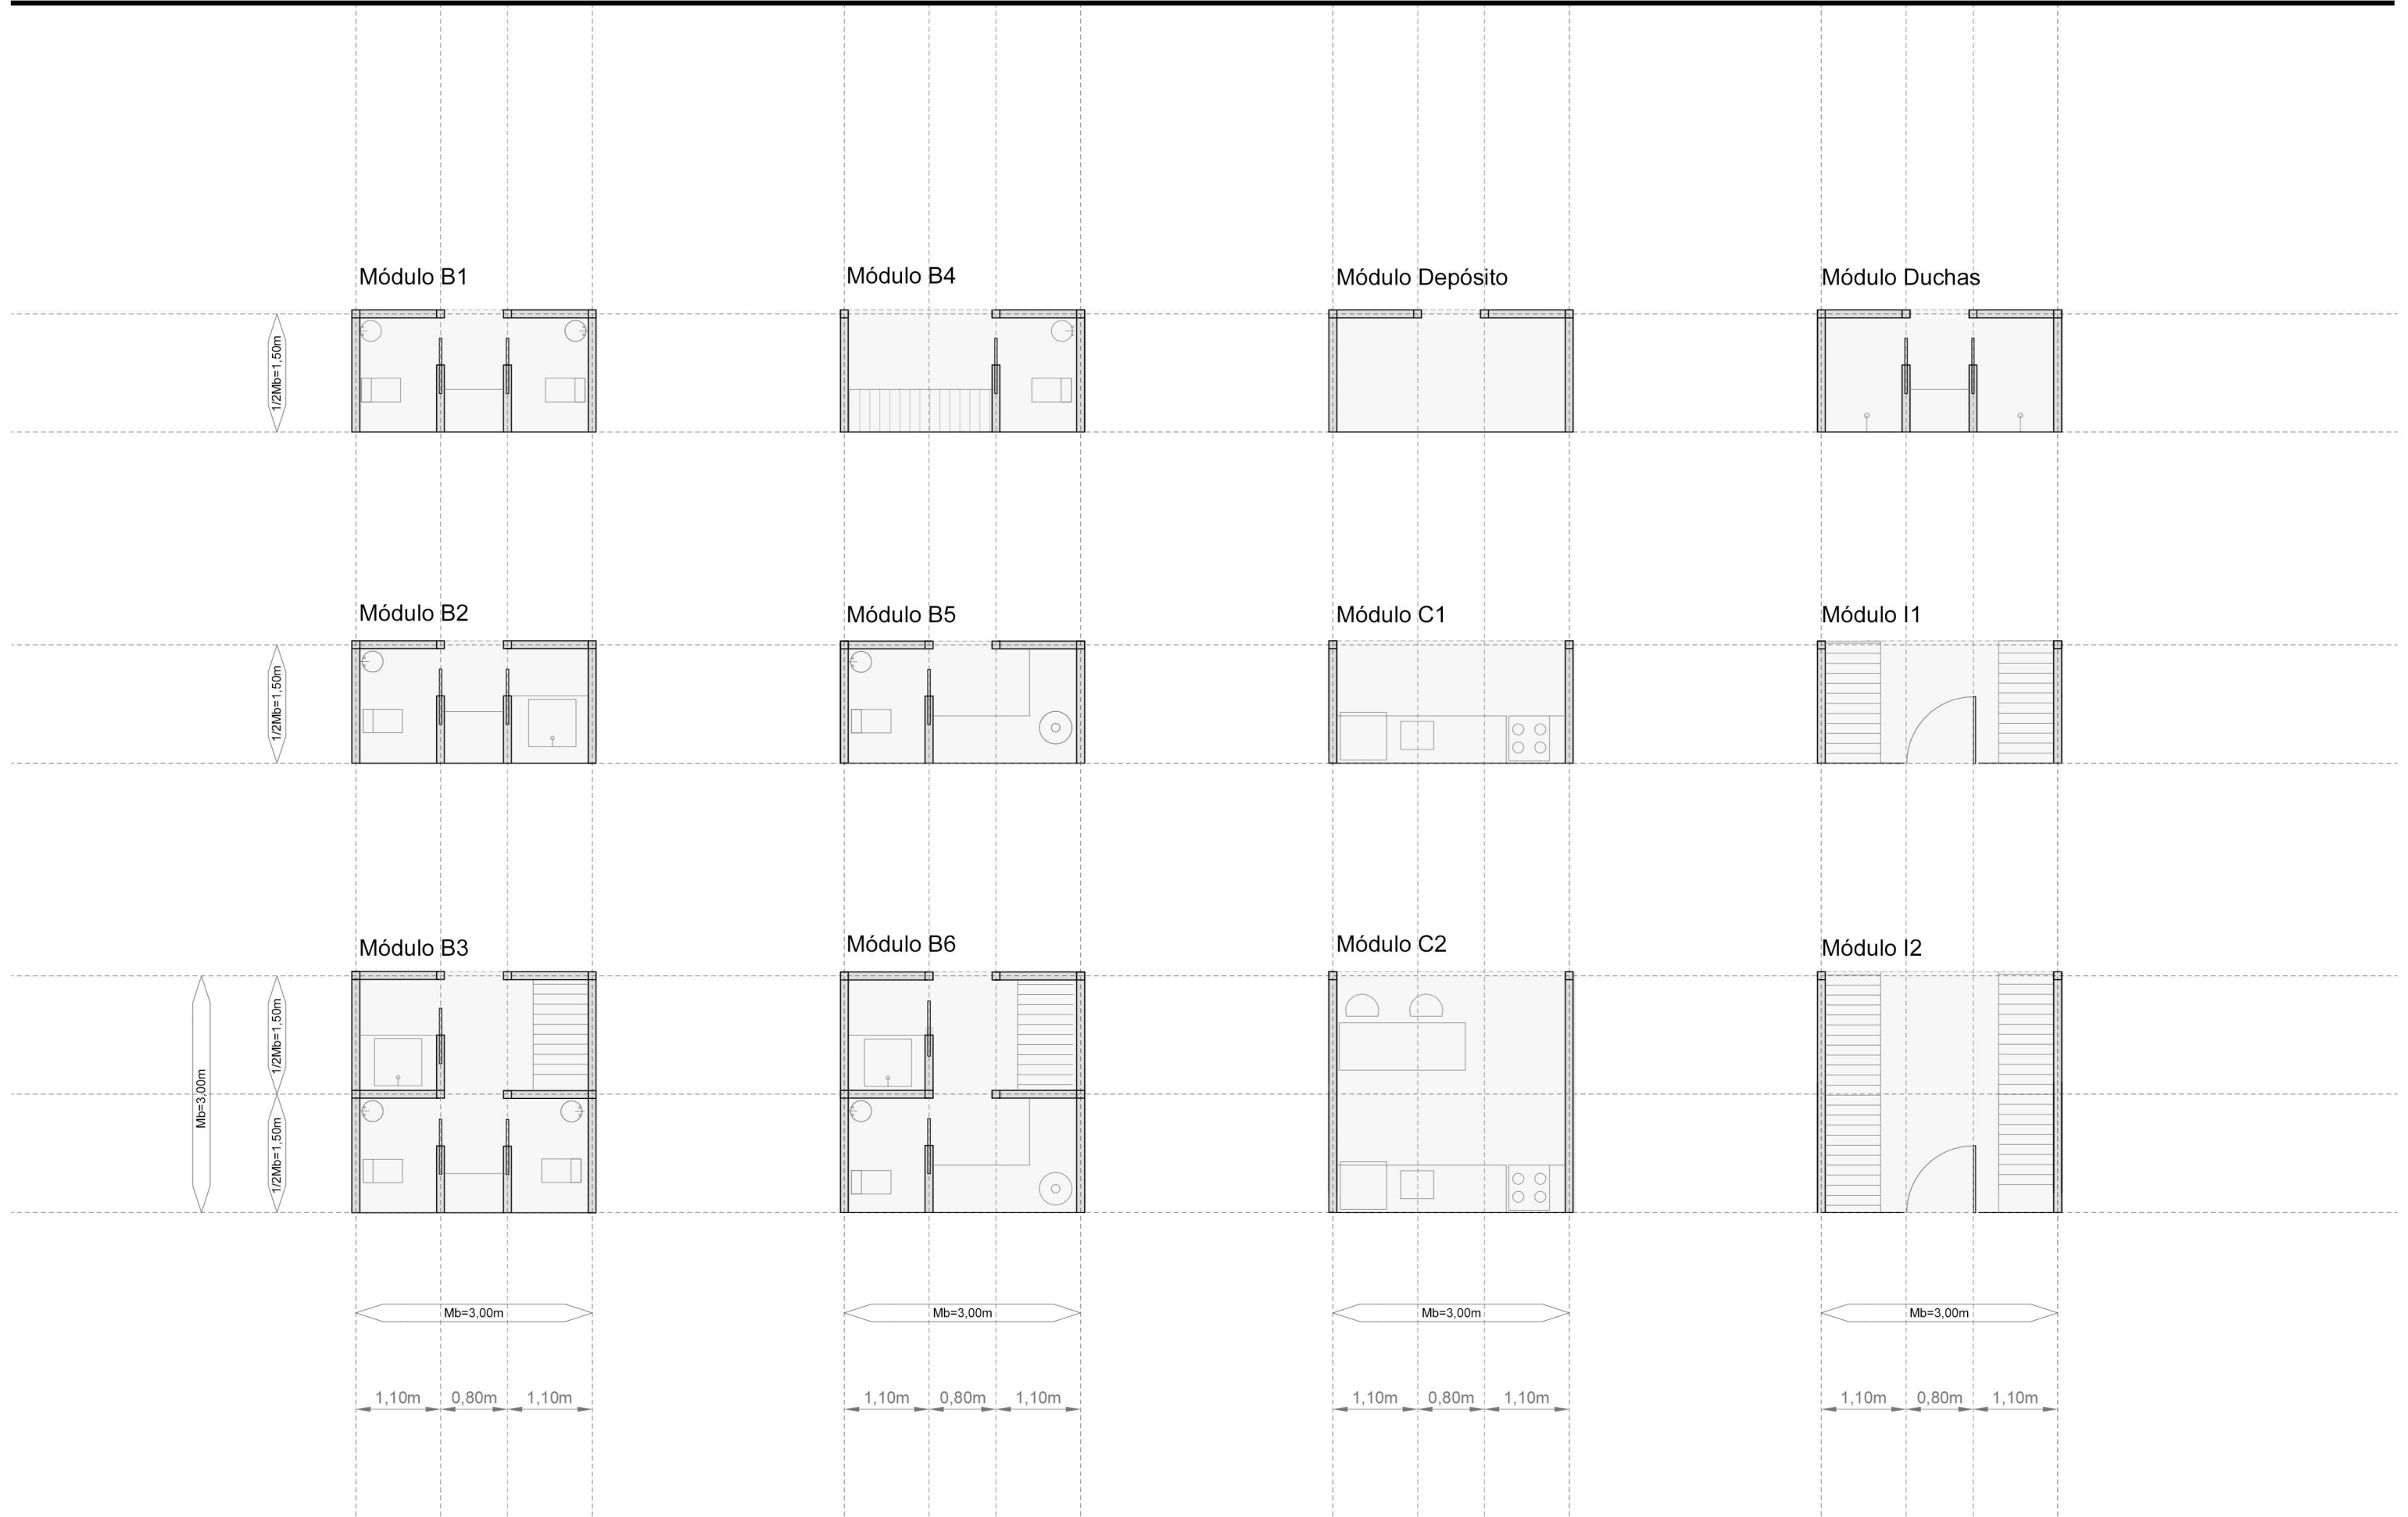 Módulo B1
Módulo B4
Módulo Depósito
Módulo Duchas
1/2Mb=1,50m
Módulo B2
Módulo B5
Módulo C1
Módulo I1
1/2Mb=1,50m
Módulo B3
Módulo B6
Módulo C2
Módulo I2
Mb=3,00m
1/2Mb=1,50m
1/2Mb=1,50m
Mb=3,00m
Mb=3,00m
Mb=3,00m
Mb=3,00m
1,10m 0,80m 1,10m
1,10m 0,80m 1,10m
1,10m 0,80m 1,10m
1,10m 0,80m 1,10m